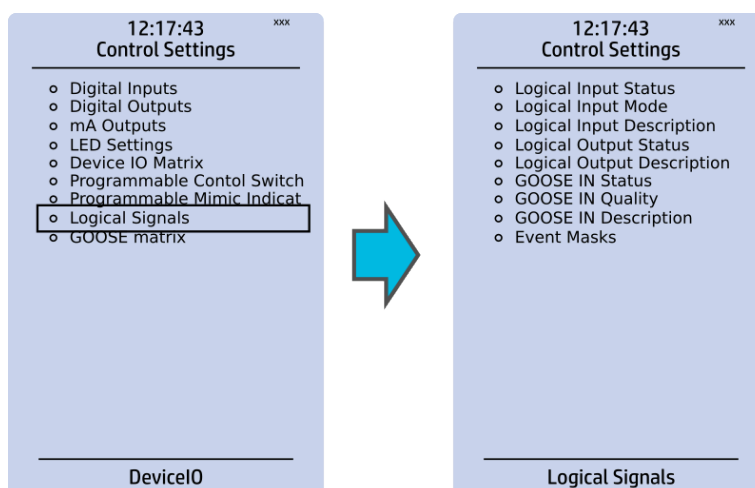 12:17:43
xxx
Control Settings
Digital Inputs
Digital Outputs
mA Outputs
LED Settings
Device IO Matrix
Programmable Contol Switch
Programmable Mimic Indicat
Logical Signals
GOOSE matrix
DeviceIO
12:17:43
xxx
Control Settings
Logical Input Status
Logical Input Mode
Logical Input Description
Logical Output Status
Logical Output Description
GOOSE IN Status
GOOSE IN Quality
GOOSE IN Description
Event Masks
Logical Signals